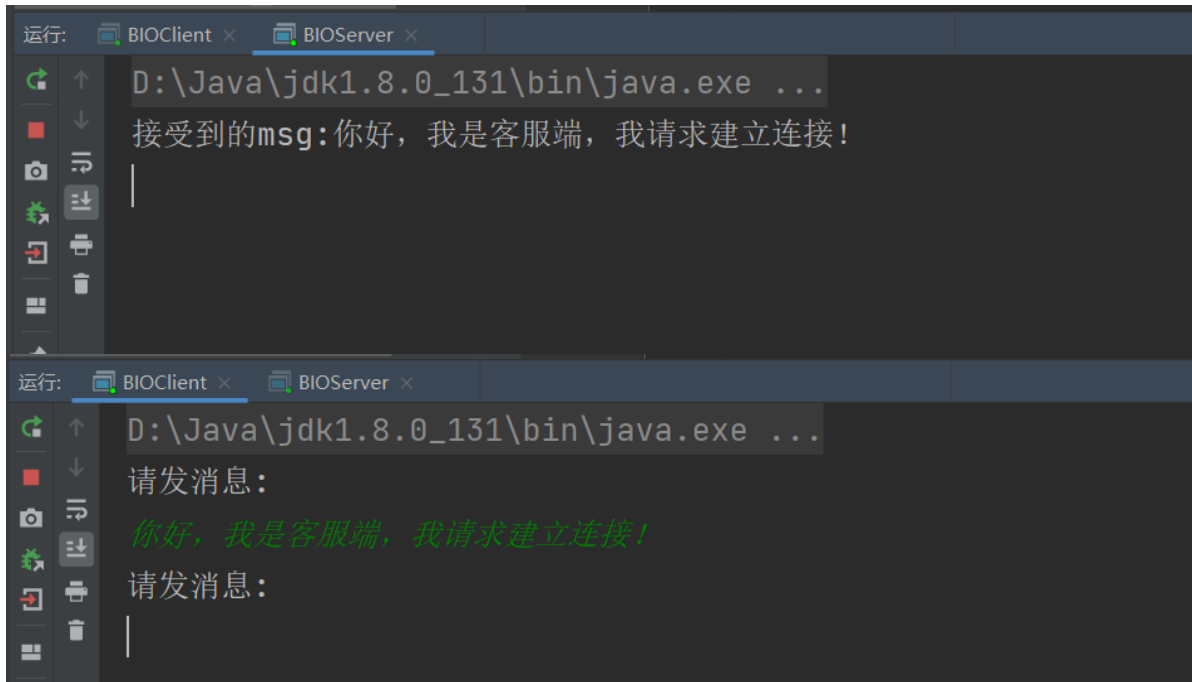 运行: BIOClient × BIOServer ×
D:\Java\jdk1.8.0_131\bin\java.exe ...
接受到的msg:你好，我是客服端，我请求建立连接！
运行: BIOClient × BIOServer ×
D:\Java\jdk1.8.0_131\bin\java.exe ...
请发消息：
你好，我是客服端，我请求建立连接！
请发消息：